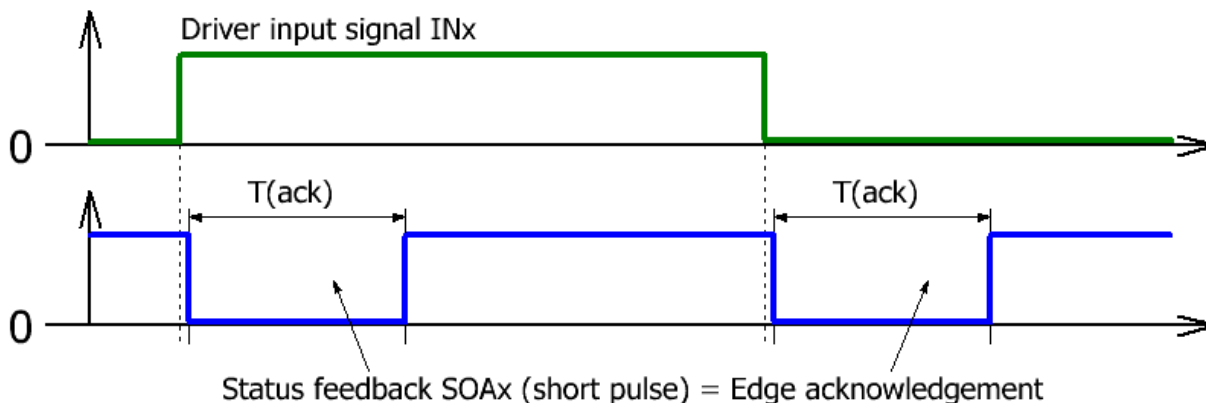 Driver input signal INx
0
T(ack) T(ack)
0
Status feedback SOAx (short pulse) = Edge acknowledgement